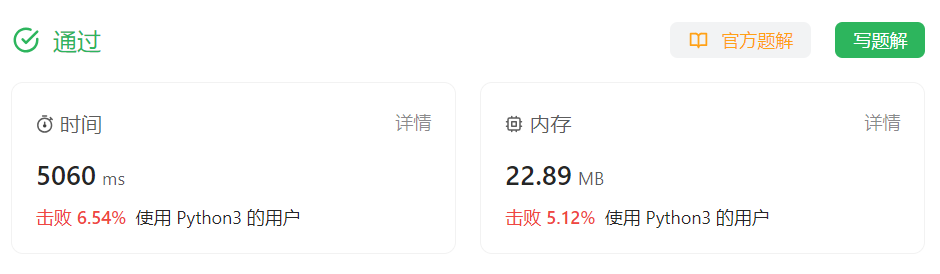 通过 官方题解 写题解
时间 详情
5060 ms
击败 6.54% 使用 Python3 的用户
内存 详情
22.89 MB
击败 5.12% 使用 Python3 的用户